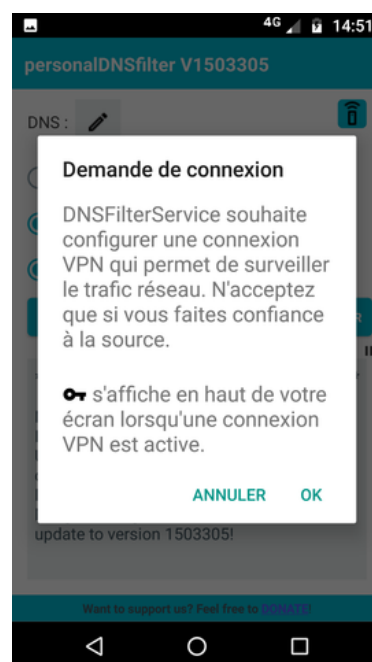 4G 14:51
personalDNSfilter V1503305
DNS :
Demande de connexion
DNSFilterService souhaite
configurer une connexion
VPN qui permet de surveiller
le trafic réseau. N'acceptez
que si vous faites confiance
à la source.
s'affiche en haut de votre
écran lorsqu'une connexion
VPN est active.
ANNULER OK
update to version 1503305!
Want to support us? Feel free to DONATE!